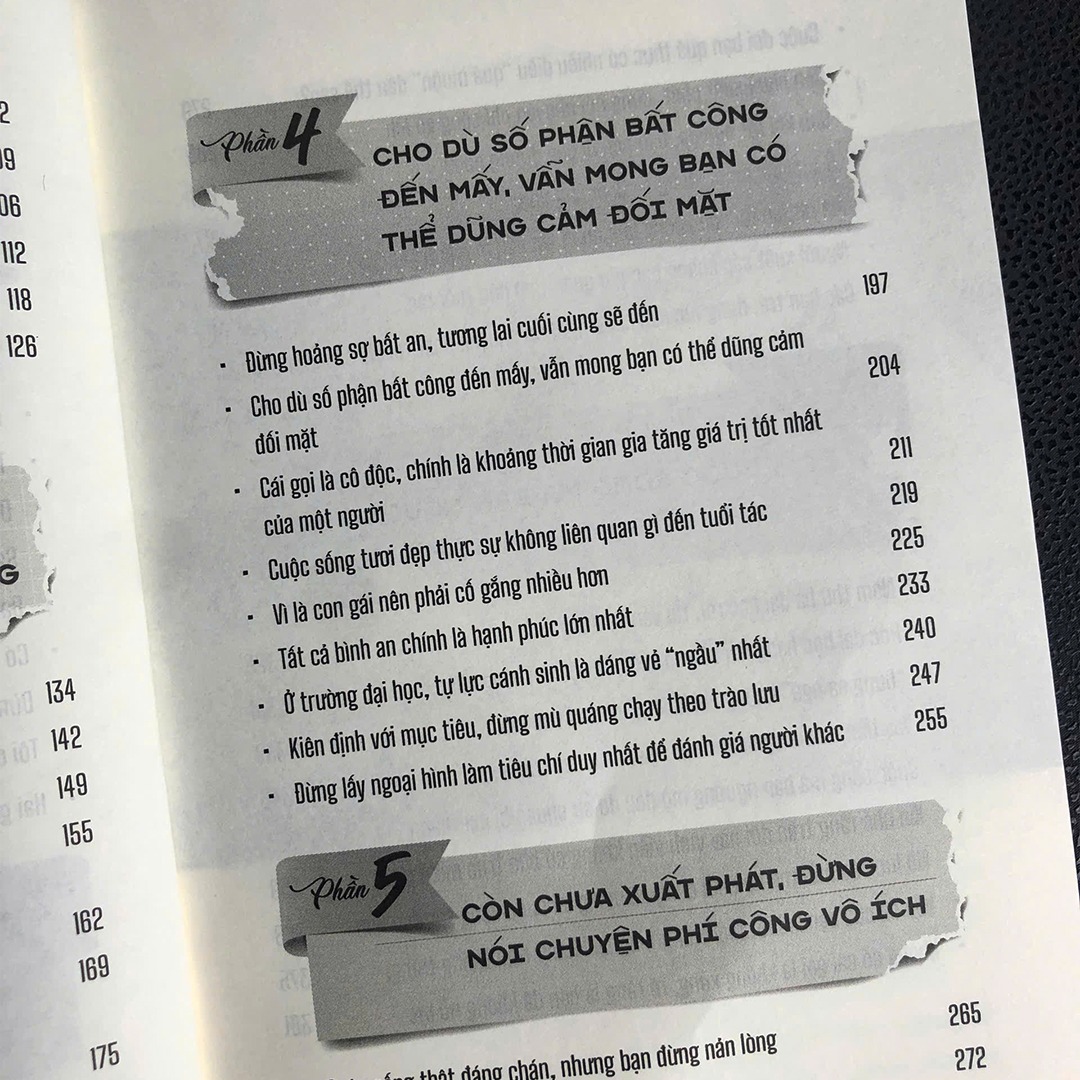 2
09
06
112
118
126
G
134
142
149
155
162
169
175
Phần 4
CHO DÙ SỐ PHẬN BẤT CÔNG
ĐẾN MẤY, VẪN MONG BẠN CÓ
THỂ DŨNG CẢM ĐỐI MẶT
· Đừng hoảng sợ bất an, tương lai cuối cùng sẽ đến 197
· Cho dù số phận bất công đến mấy, vẫn mong bạn có thể dũng cảm 204
đối mặt
· Cái gọi là cô độc, chính là khoảng thời gian gia tăng giá trị tốt nhất 211
của một người
· Cuộc sống tươi đẹp thực sự không liên quan gì đến tuổi tác 219
· Vì là con gái nên phải cố gắng nhiều hơn 225
· Tất cả bình an chính là hạnh phúc lớn nhất 233
· Ở trường đại học, tự lực cánh sinh là dáng vẻ “ngầu” nhất 240
· Kiên định với mục tiêu, đừng mù quáng chạy theo trào lưu 247
· Đừng lấy ngoại hình làm tiêu chí duy nhất để đánh giá người khác 255
Phần 5
CÒN CHƯA XUẤT PHÁT, ĐỪNG
NÓI CHUYỆN PHÍ CÔNG VÔ ÍCH
thật đáng chán, nhưng bạn đừng nản lòng 265
272